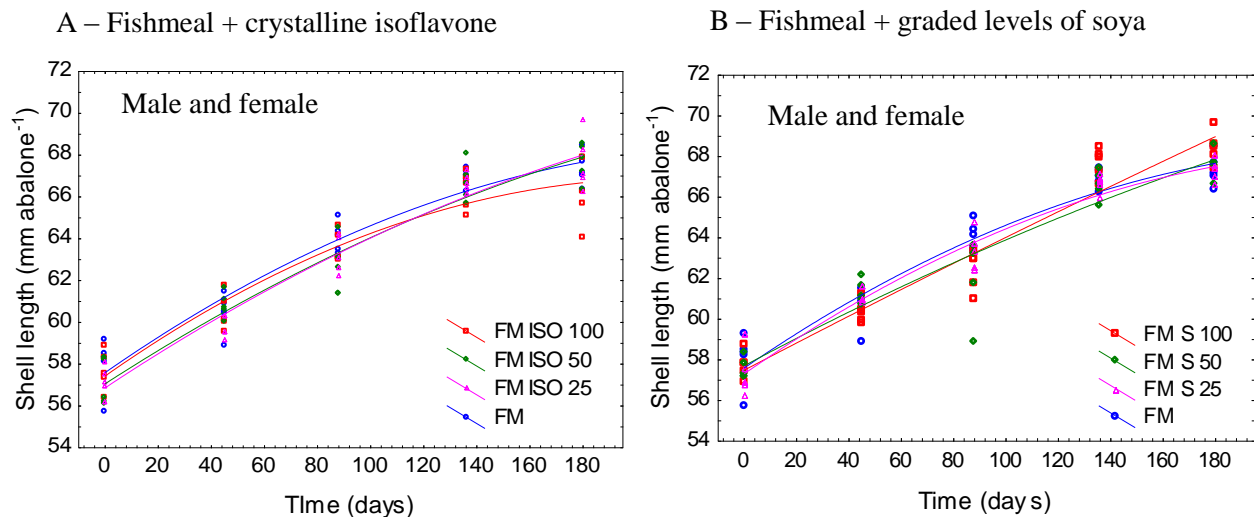 A – Fishmeal + crystalline isoflavone
72
70
68
66
64
62
60
58
56
54
Shell length (mm abalone⁻¹)
Male and female
FM ISO 100
FM ISO 50
FM ISO 25
FM
0 20 40 60 80 100 120 140 160 180
TIme (days)
B – Fishmeal + graded levels of soya
72
70
68
66
64
62
60
58
56
54
Shell length (mm abalone⁻¹)
Male and female
FM S 100
FM S 50
FM S 25
FM
0 20 40 60 80 100 120 140 160 180
Time (days)